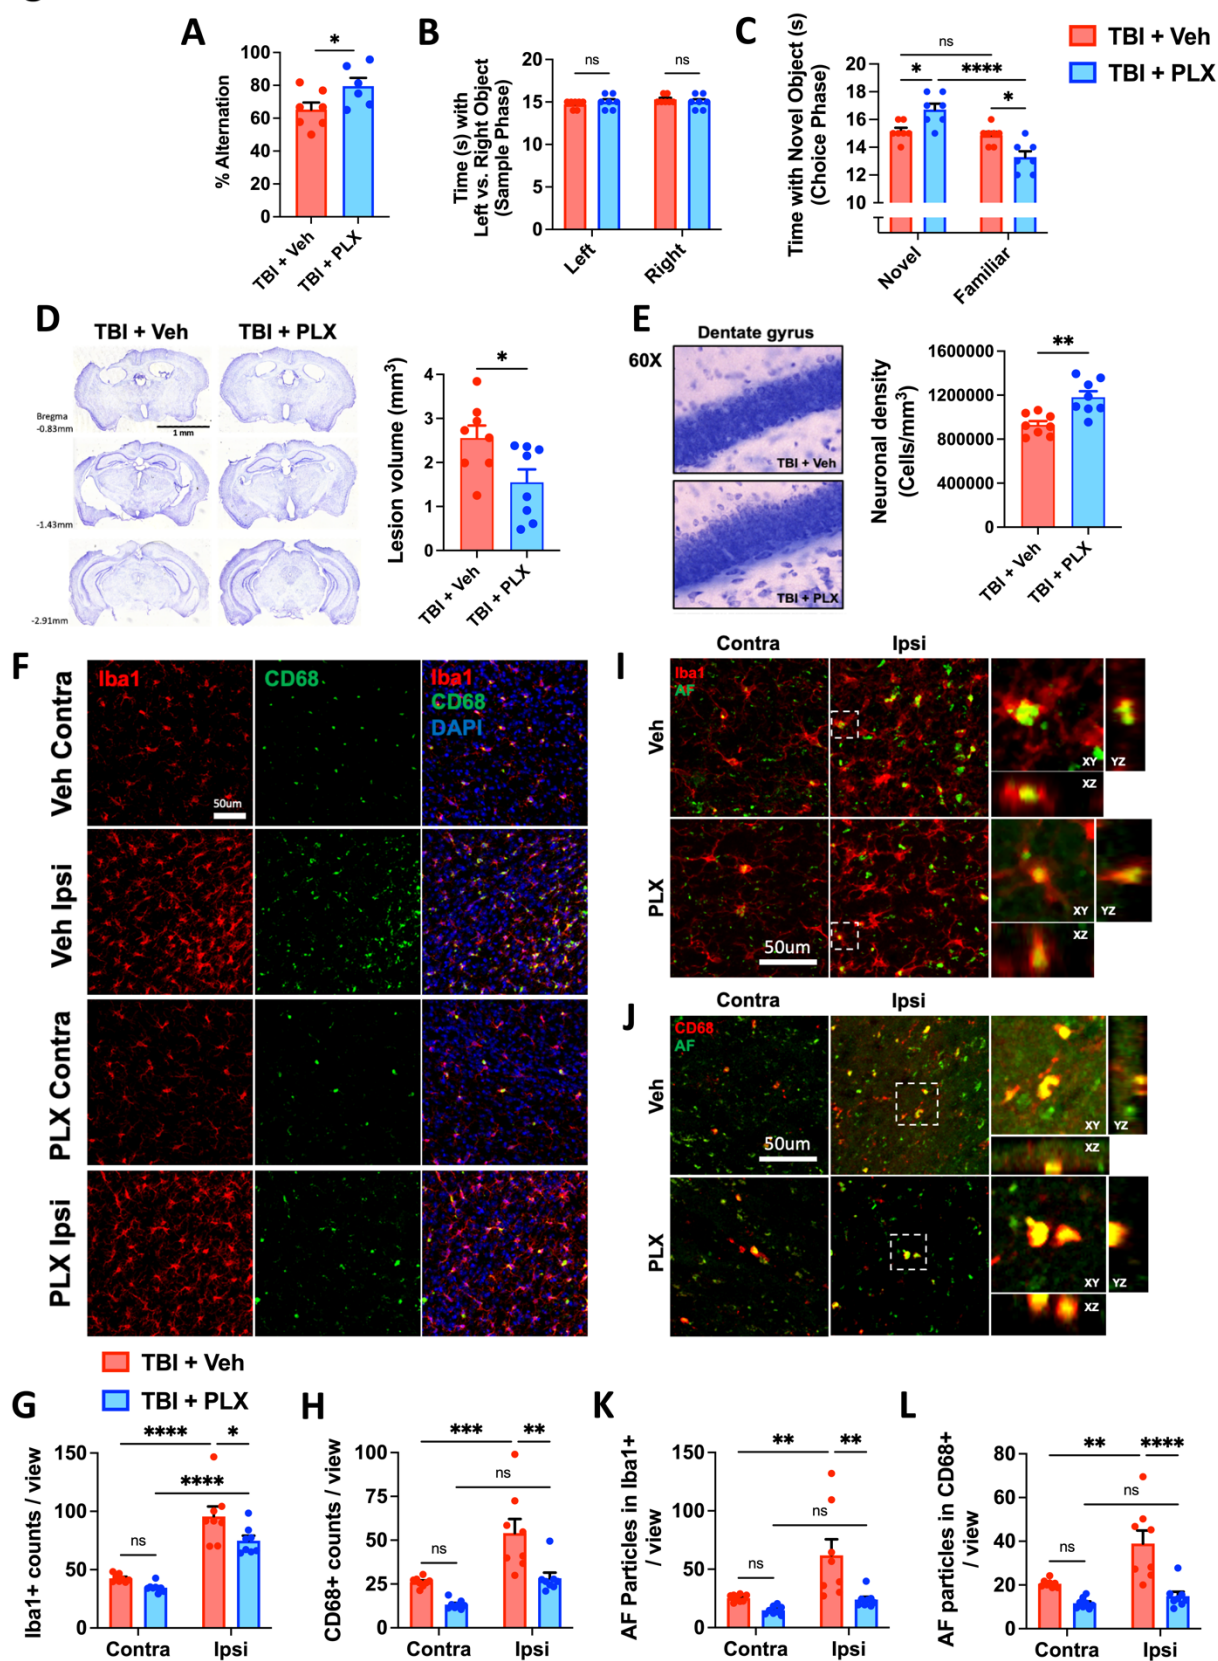 A
% Alternation
100
80
60
40
20
0
*
TBI + Veh
TBI + PLX
B
Time (s) with
Left vs. Right Object
(Sample Phase)
20
15
10
5
0
ns
ns
Left
Right
C
Time with Novel Object (s)
(Choice Phase)
20
18
16
14
12
10
0
ns
*
****
*
Novel
Familiar
TBI + Veh
TBI + PLX
D
TBI + Veh
TBI + PLX
Bregma
-0.83mm
1 mm
-1.43mm
-2.91mm
Lesion volume (mm³)
4
3
2
1
0
*
TBI + Veh
TBI + PLX
E
Dentate gyrus
60X
TBI + Veh
TBI + PLX
Neuronal density
(Cells/mm³)
1600000
1200000
800000
400000
0
**
TBI + Veh
TBI + PLX
F
Iba1
CD68
Iba1
CD68
DAPI
50um
Veh Contra
Veh Ipsi
PLX Contra
PLX Ipsi
I
Contra
Ipsi
Iba1
AF
Veh
PLX
50um
XY
YZ
XZ
XY
YZ
XZ
J
Contra
Ipsi
CD68
AF
Veh
PLX
50um
XY
YZ
XZ
XY
YZ
XZ
TBI + Veh
TBI + PLX
G
Iba1+ counts / view
150
100
50
0
****
*
****
ns
Contra
Ipsi
H
CD68+ counts / view
100
75
50
25
0
***
**
ns
ns
Contra
Ipsi
K
AF Particles in Iba1+
/ view
150
100
50
0
**
**
ns
ns
Contra
Ipsi
L
AF particles in CD68+
/ view
80
60
40
20
0
**
****
ns
ns
Contra
Ipsi